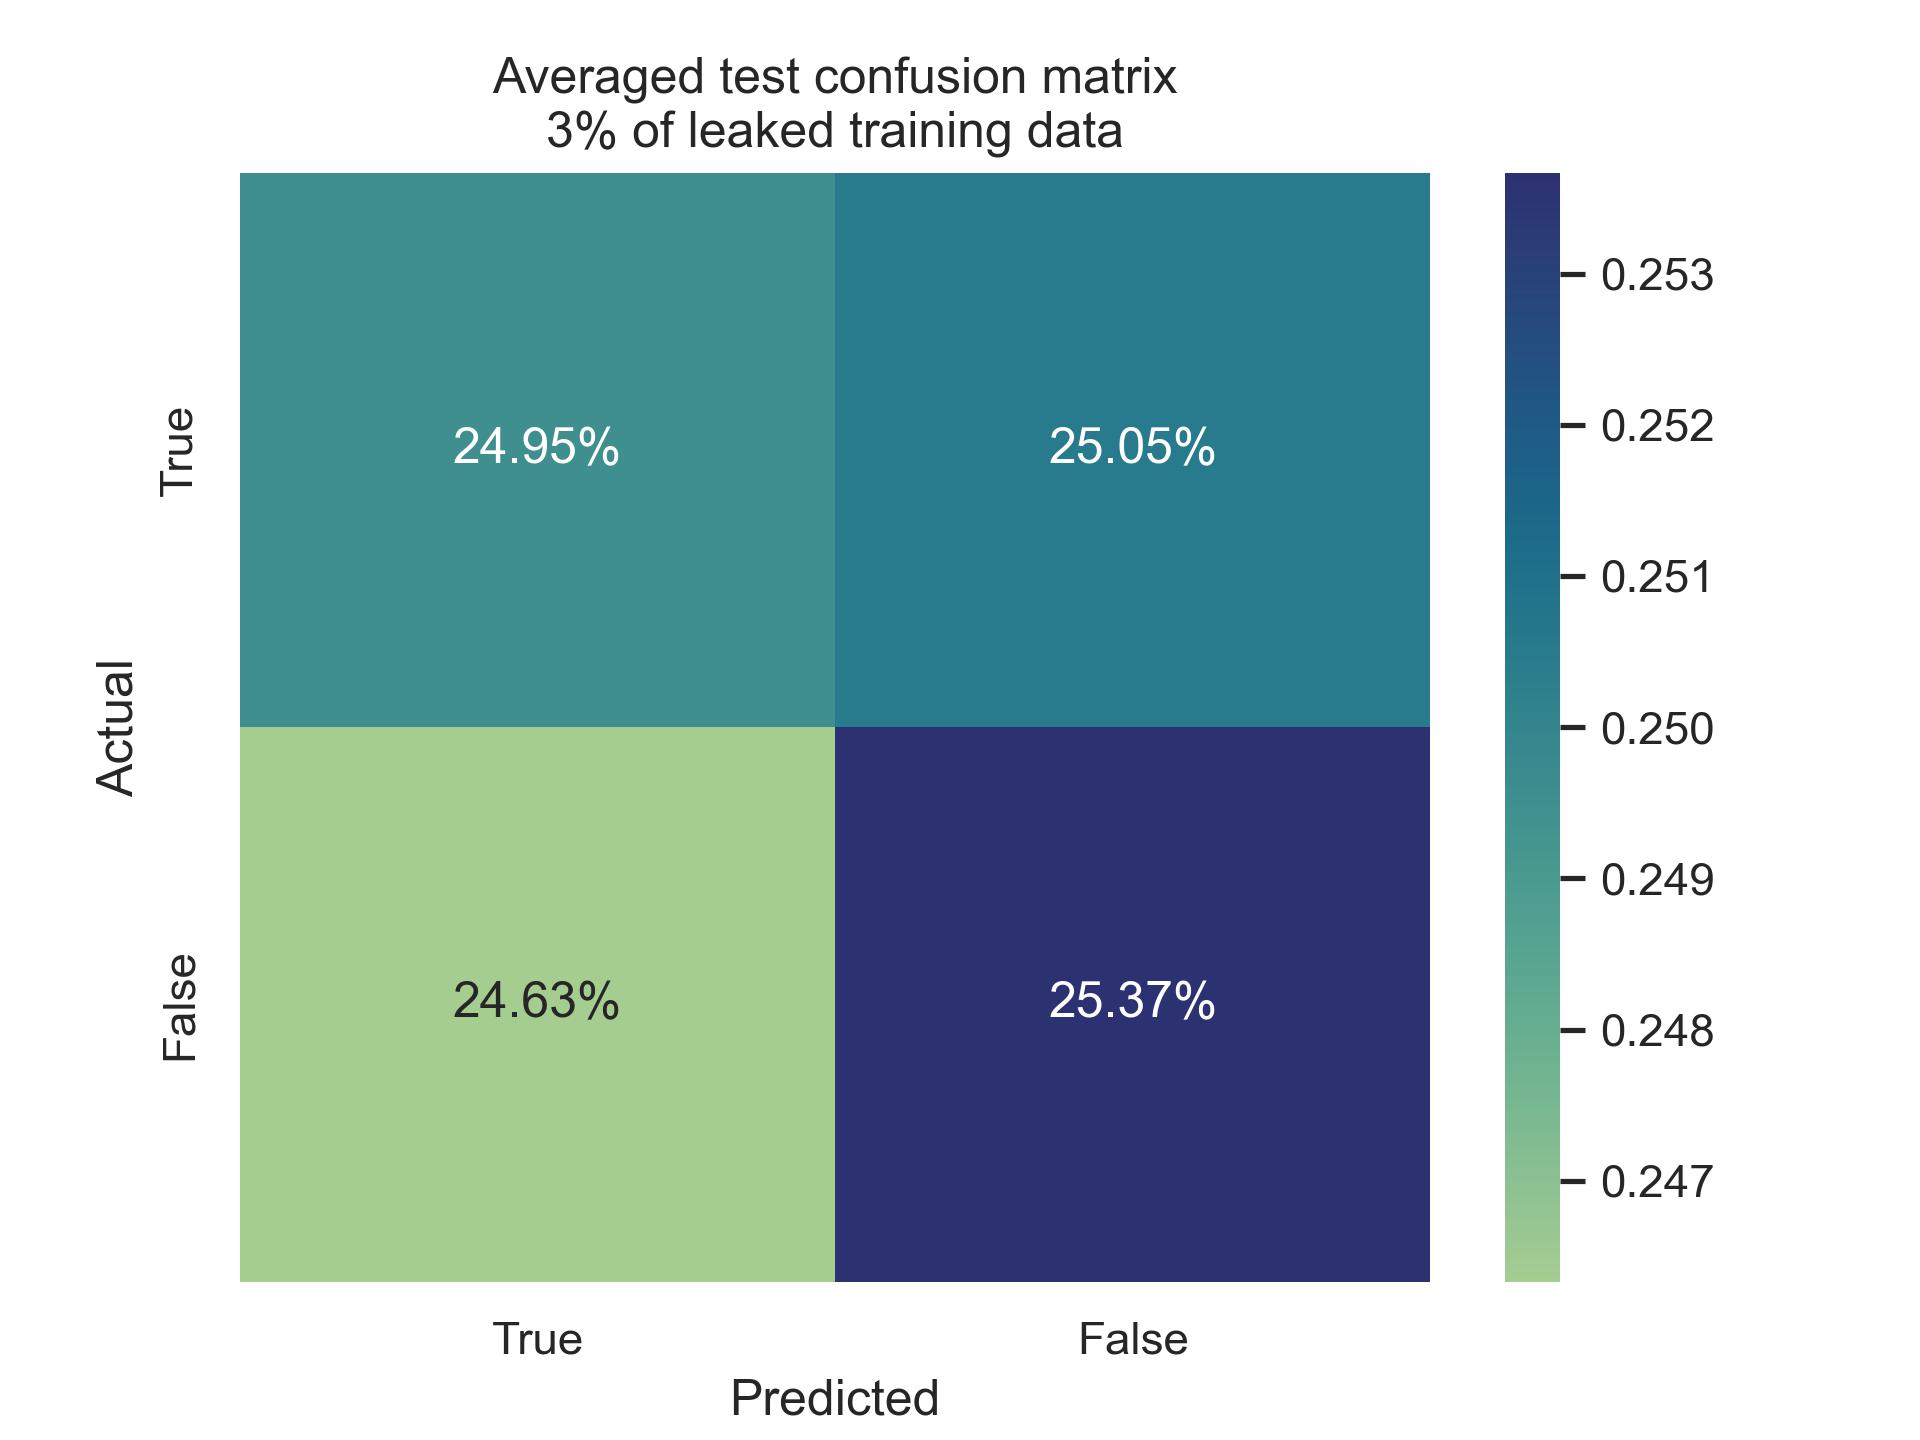 Averaged test confusion matrix
3% of leaked training data
True
24.95%
25.05%
False
24.63%
25.37%
Actual
True
False
Predicted
0.253
0.252
0.251
0.250
0.249
0.248
0.247